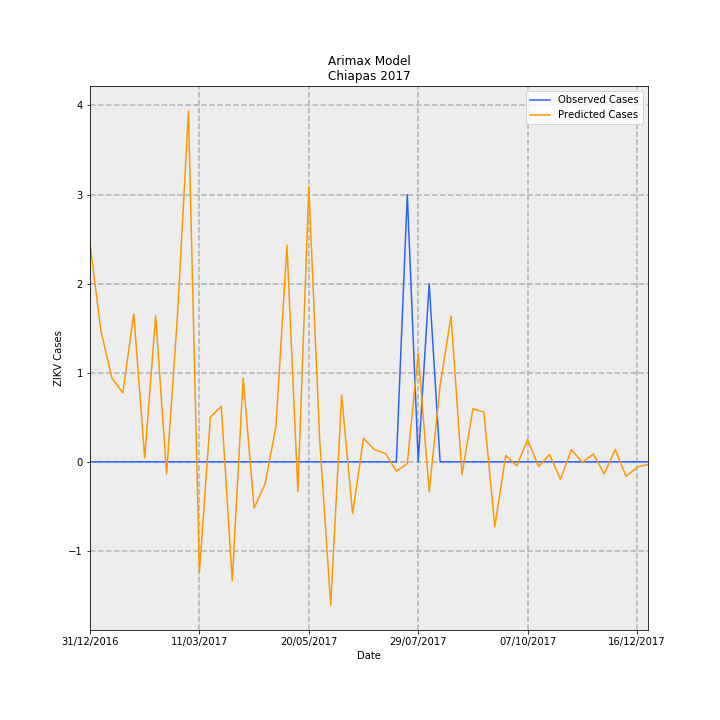 Arimax Model
Chiapas 2017
Observed Cases
Predicted Cases
4
3
2
1
0
−1
ZIKV Cases
31/12/2016
11/03/2017
20/05/2017
29/07/2017
07/10/2017
16/12/2017
Date